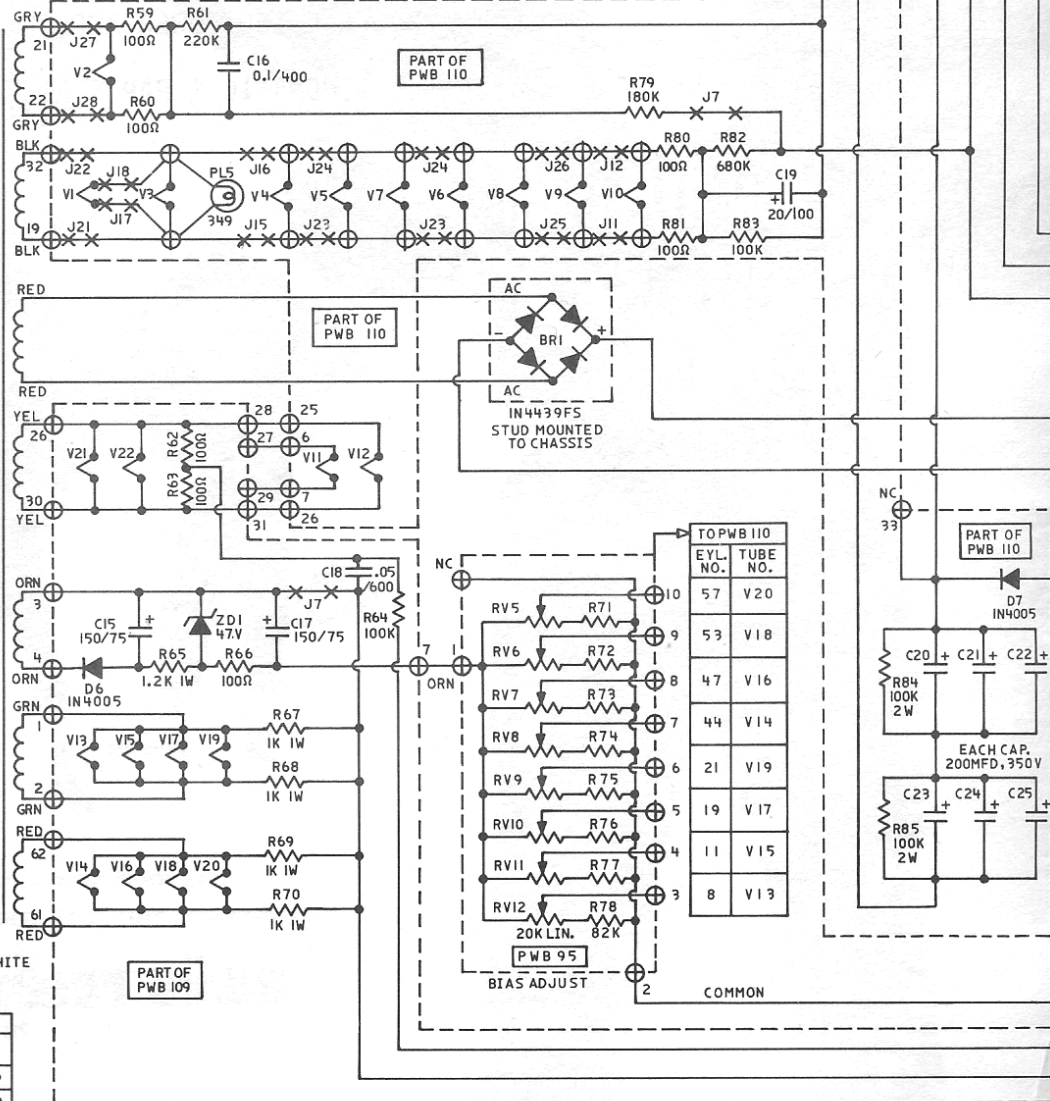 GRY
21
J27
R59
100Ω
R61
220K
V2
C16
0.1/400
PART OF
PWB 110
22
GRY
J28
R60
100Ω
R79
180K
J7
BLK
32
J22
J18
V1
J17
J21
19
BLK
V3
PL5
349
J16
J24
V4
V5
J15
J23
V7
J24
V6
J23
V8
J26
V9
J12
V10
J25
J11
R80
100Ω
R82
680K
C19
+
20/100
R81
100Ω
R83
100K
RED
RED
PART OF
PWB 110
AC
-
BR1
+
AC
IN4439FS
STUD MOUNTED
TO CHASSIS
YEL
26
V21
V22
R62
100Ω
R63
100Ω
28
25
27
6
V11
V12
29
7
31
26
30
YEL
NC
33
PART OF
PWB 110
D7
IN4005
ORN
3
C15
150/75
+
ZD1
47V
+
C17
150/75
J7
C18
.05
/600
R64
100K
4
ORN
D6
IN4005
R65
1.2K 1W
R66
100Ω
7
1
ORN
NC
GRN
1
V13
V15
V17
V19
R67
1K 1W
R68
1K 1W
2
GRN
RED
62
V14
V16
V18
V20
R69
1K 1W
R70
1K 1W
61
RED
HITE
PART OF
PWB 109
RV5
R71
10
RV6
R72
9
RV7
R73
8
RV8
R74
7
RV9
R75
6
RV10
R76
5
RV11
R77
4
RV12
R78
3
20K LIN.
82K
PWB 95
BIAS ADJUST
2
COMMON
TO PWB 110
EYL. NO.
TUBE NO.
57 V20
53 V18
47 V16
44 V14
21 V19
19 V17
11 V15
8 V13
R84
100K
2W
C20
+
C21
+
C22
+
EACH CAP.
200MFD,350V
R85
100K
2W
C23
+
C24
+
C25
+